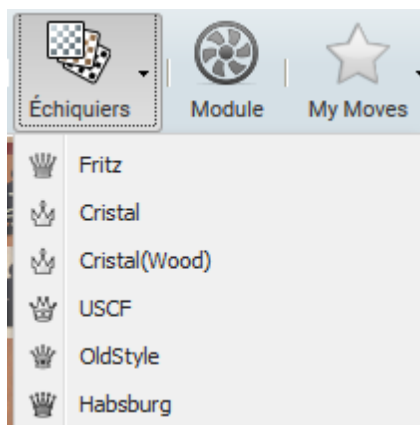 Échiquiers Module My Moves
Fritz
Cristal
Cristal(Wood)
USCF
OldStyle
Habsburg